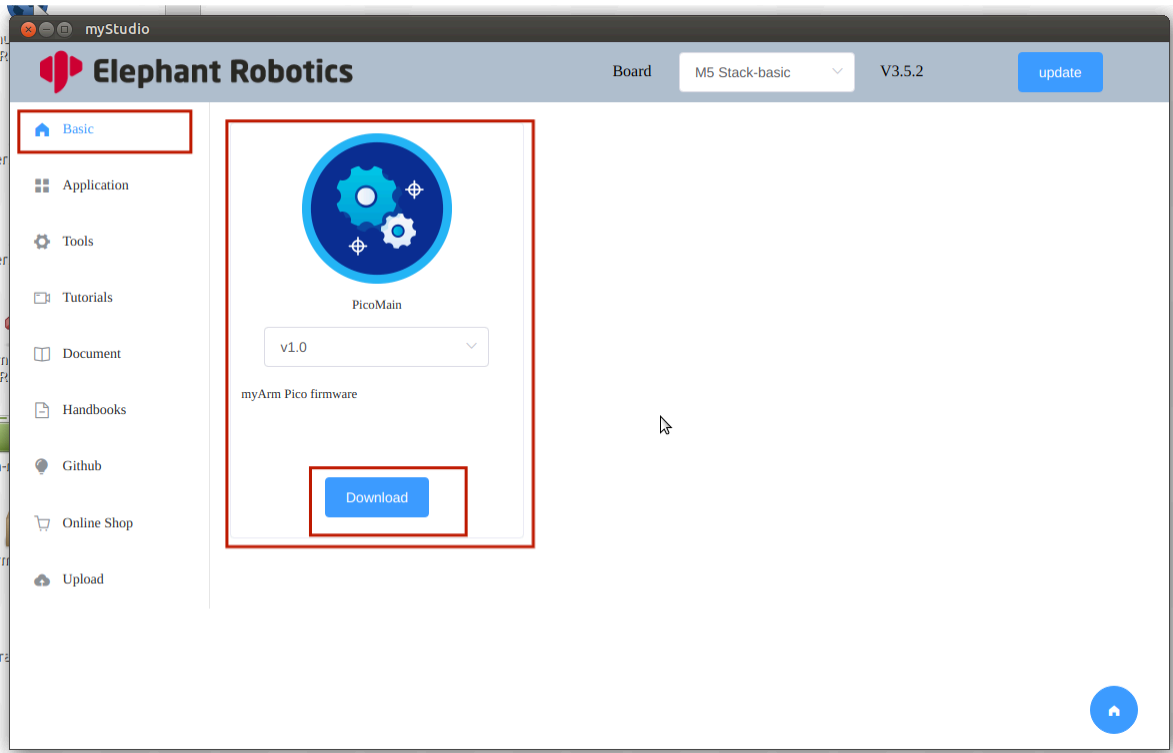 myStudio
Elephant Robotics
Board
M5 Stack-basic
V3.5.2
update
Basic
Application
Tools
Tutorials
Document
Handbooks
Github
Online Shop
Upload
PicoMain
v1.0
myArm Pico firmware
Download